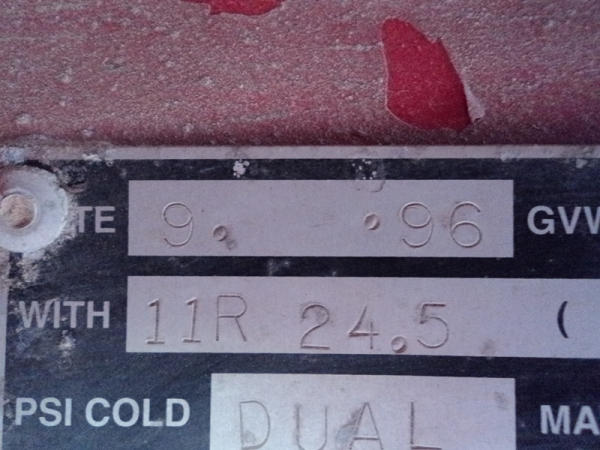 TE 9. .96 GVW
WITH 11R 24.5 (
PSI COLD DUAL MA